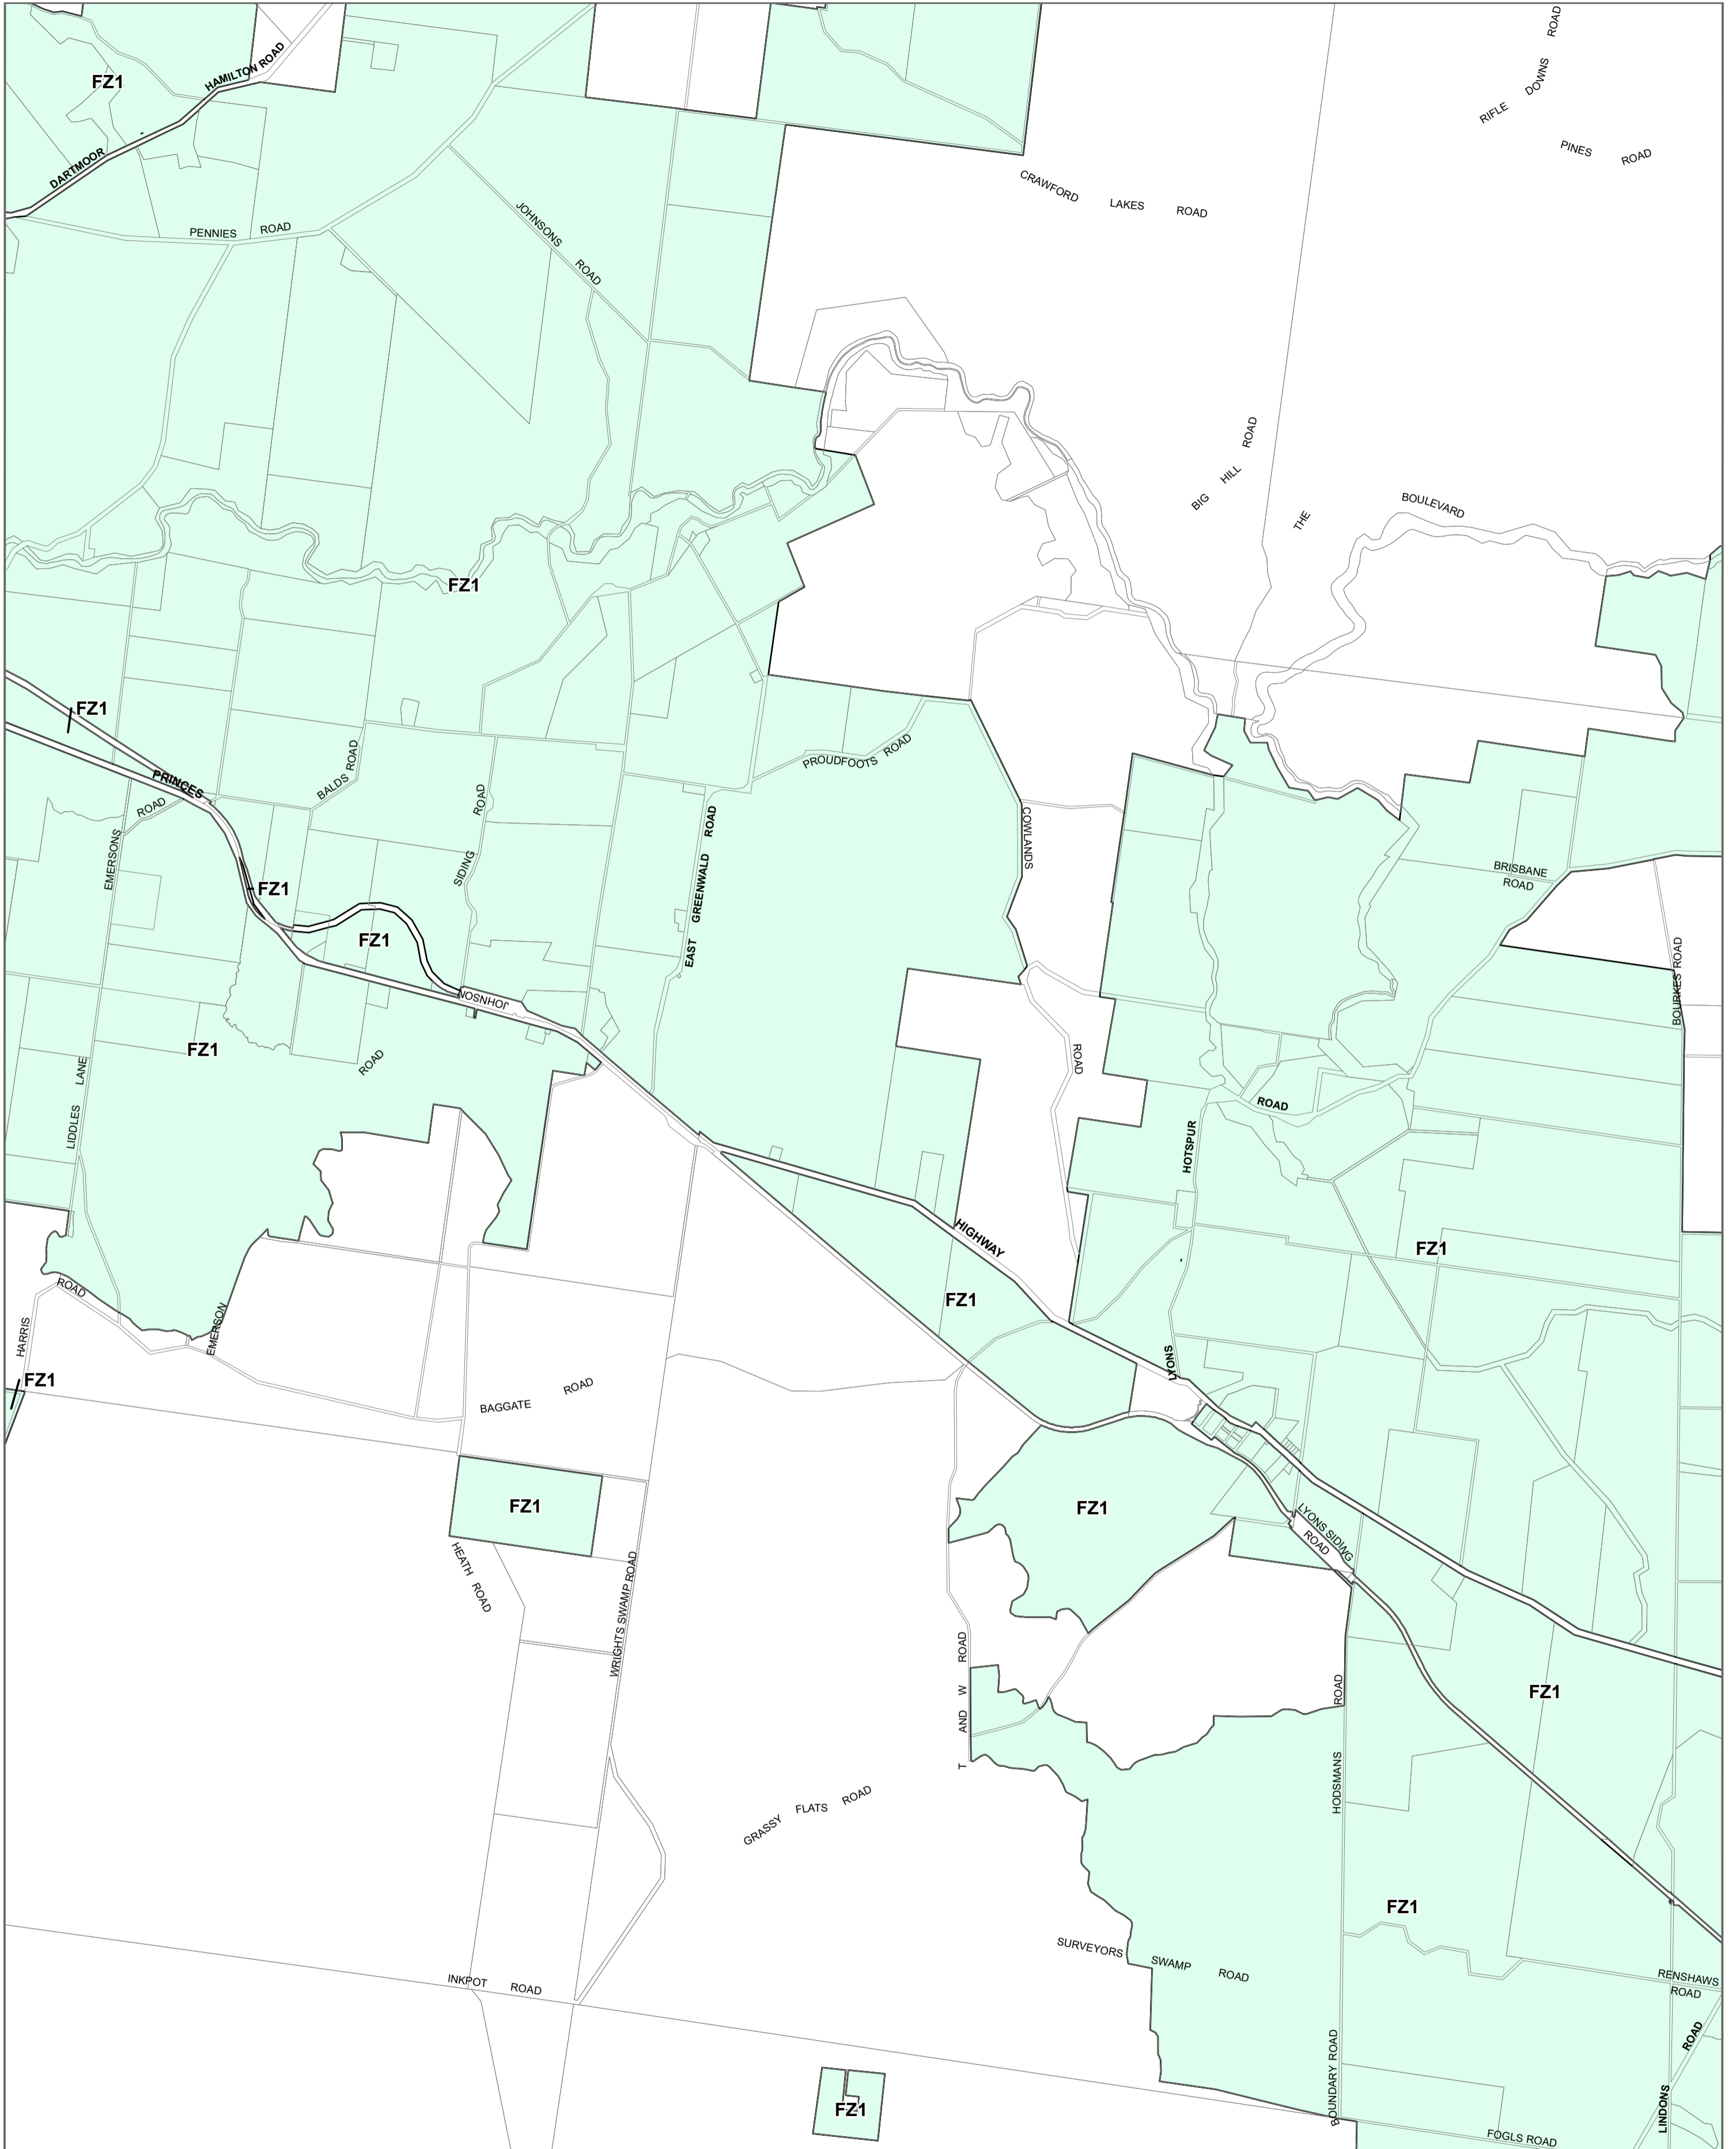 ROAD
DOWNS
RIFLE
PINES ROAD
FZ1
HAMILTON ROAD
DARTMOOR
CRAWFORD LAKES ROAD
PENNIES ROAD
JOHNSONS ROAD
BIG HILL ROAD
THE BOULEVARD
FZ1
FZ1
PRINCES
BALDS ROAD
PROUDFOOTS ROAD
EMERSONS ROAD
SIDING ROAD
EAST GREENWALD ROAD
COWLANDS ROAD
BRISBANE
ROAD
FZ1
FZ1
BOURKES ROAD
JOHNSON
FZ1
ROAD
LIDDLES LANE
ROAD
HOTSPUR
HIGHWAY
FZ1
FZ1
ROAD
HARRIS
EMERSON
LYONS
FZ1
BAGGATE ROAD
FZ1
FZ1
LYONS SIDING
ROAD
HEATH ROAD
WRIGHTS SWAMP ROAD
T AND W ROAD
FZ1
HODSMANS ROAD
GRASSY FLATS ROAD
FZ1
SURVEYORS SWAMP ROAD
INKPOT ROAD
RENSHAWS
ROAD
BOUNDARY ROAD
LINDONS ROAD
FZ1
FOGLS ROAD